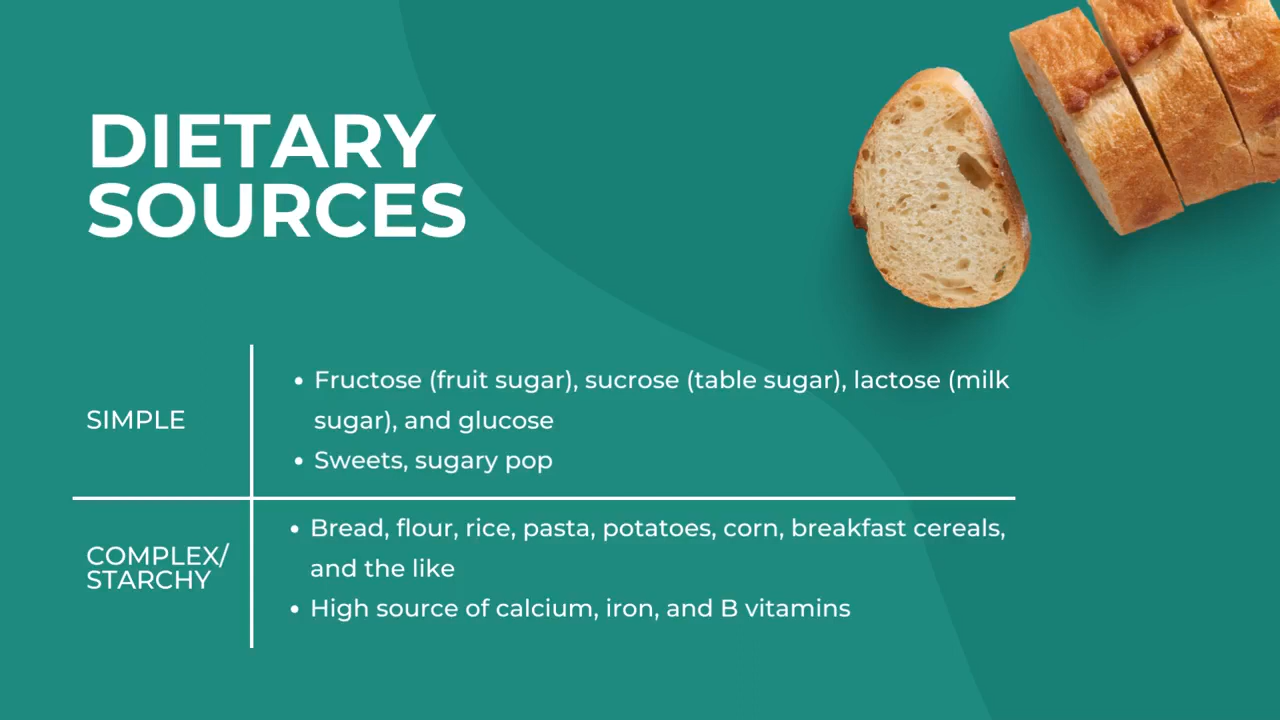 DIETARY
SOURCES
SIMPLE
• Fructose (fruit sugar), sucrose (table sugar), lactose (milk
sugar), and glucose
• Sweets, sugary pop
COMPLEX/
STARCHY
• Bread, flour, rice, pasta, potatoes, corn, breakfast cereals,
and the like
• High source of calcium, iron, and B vitamins